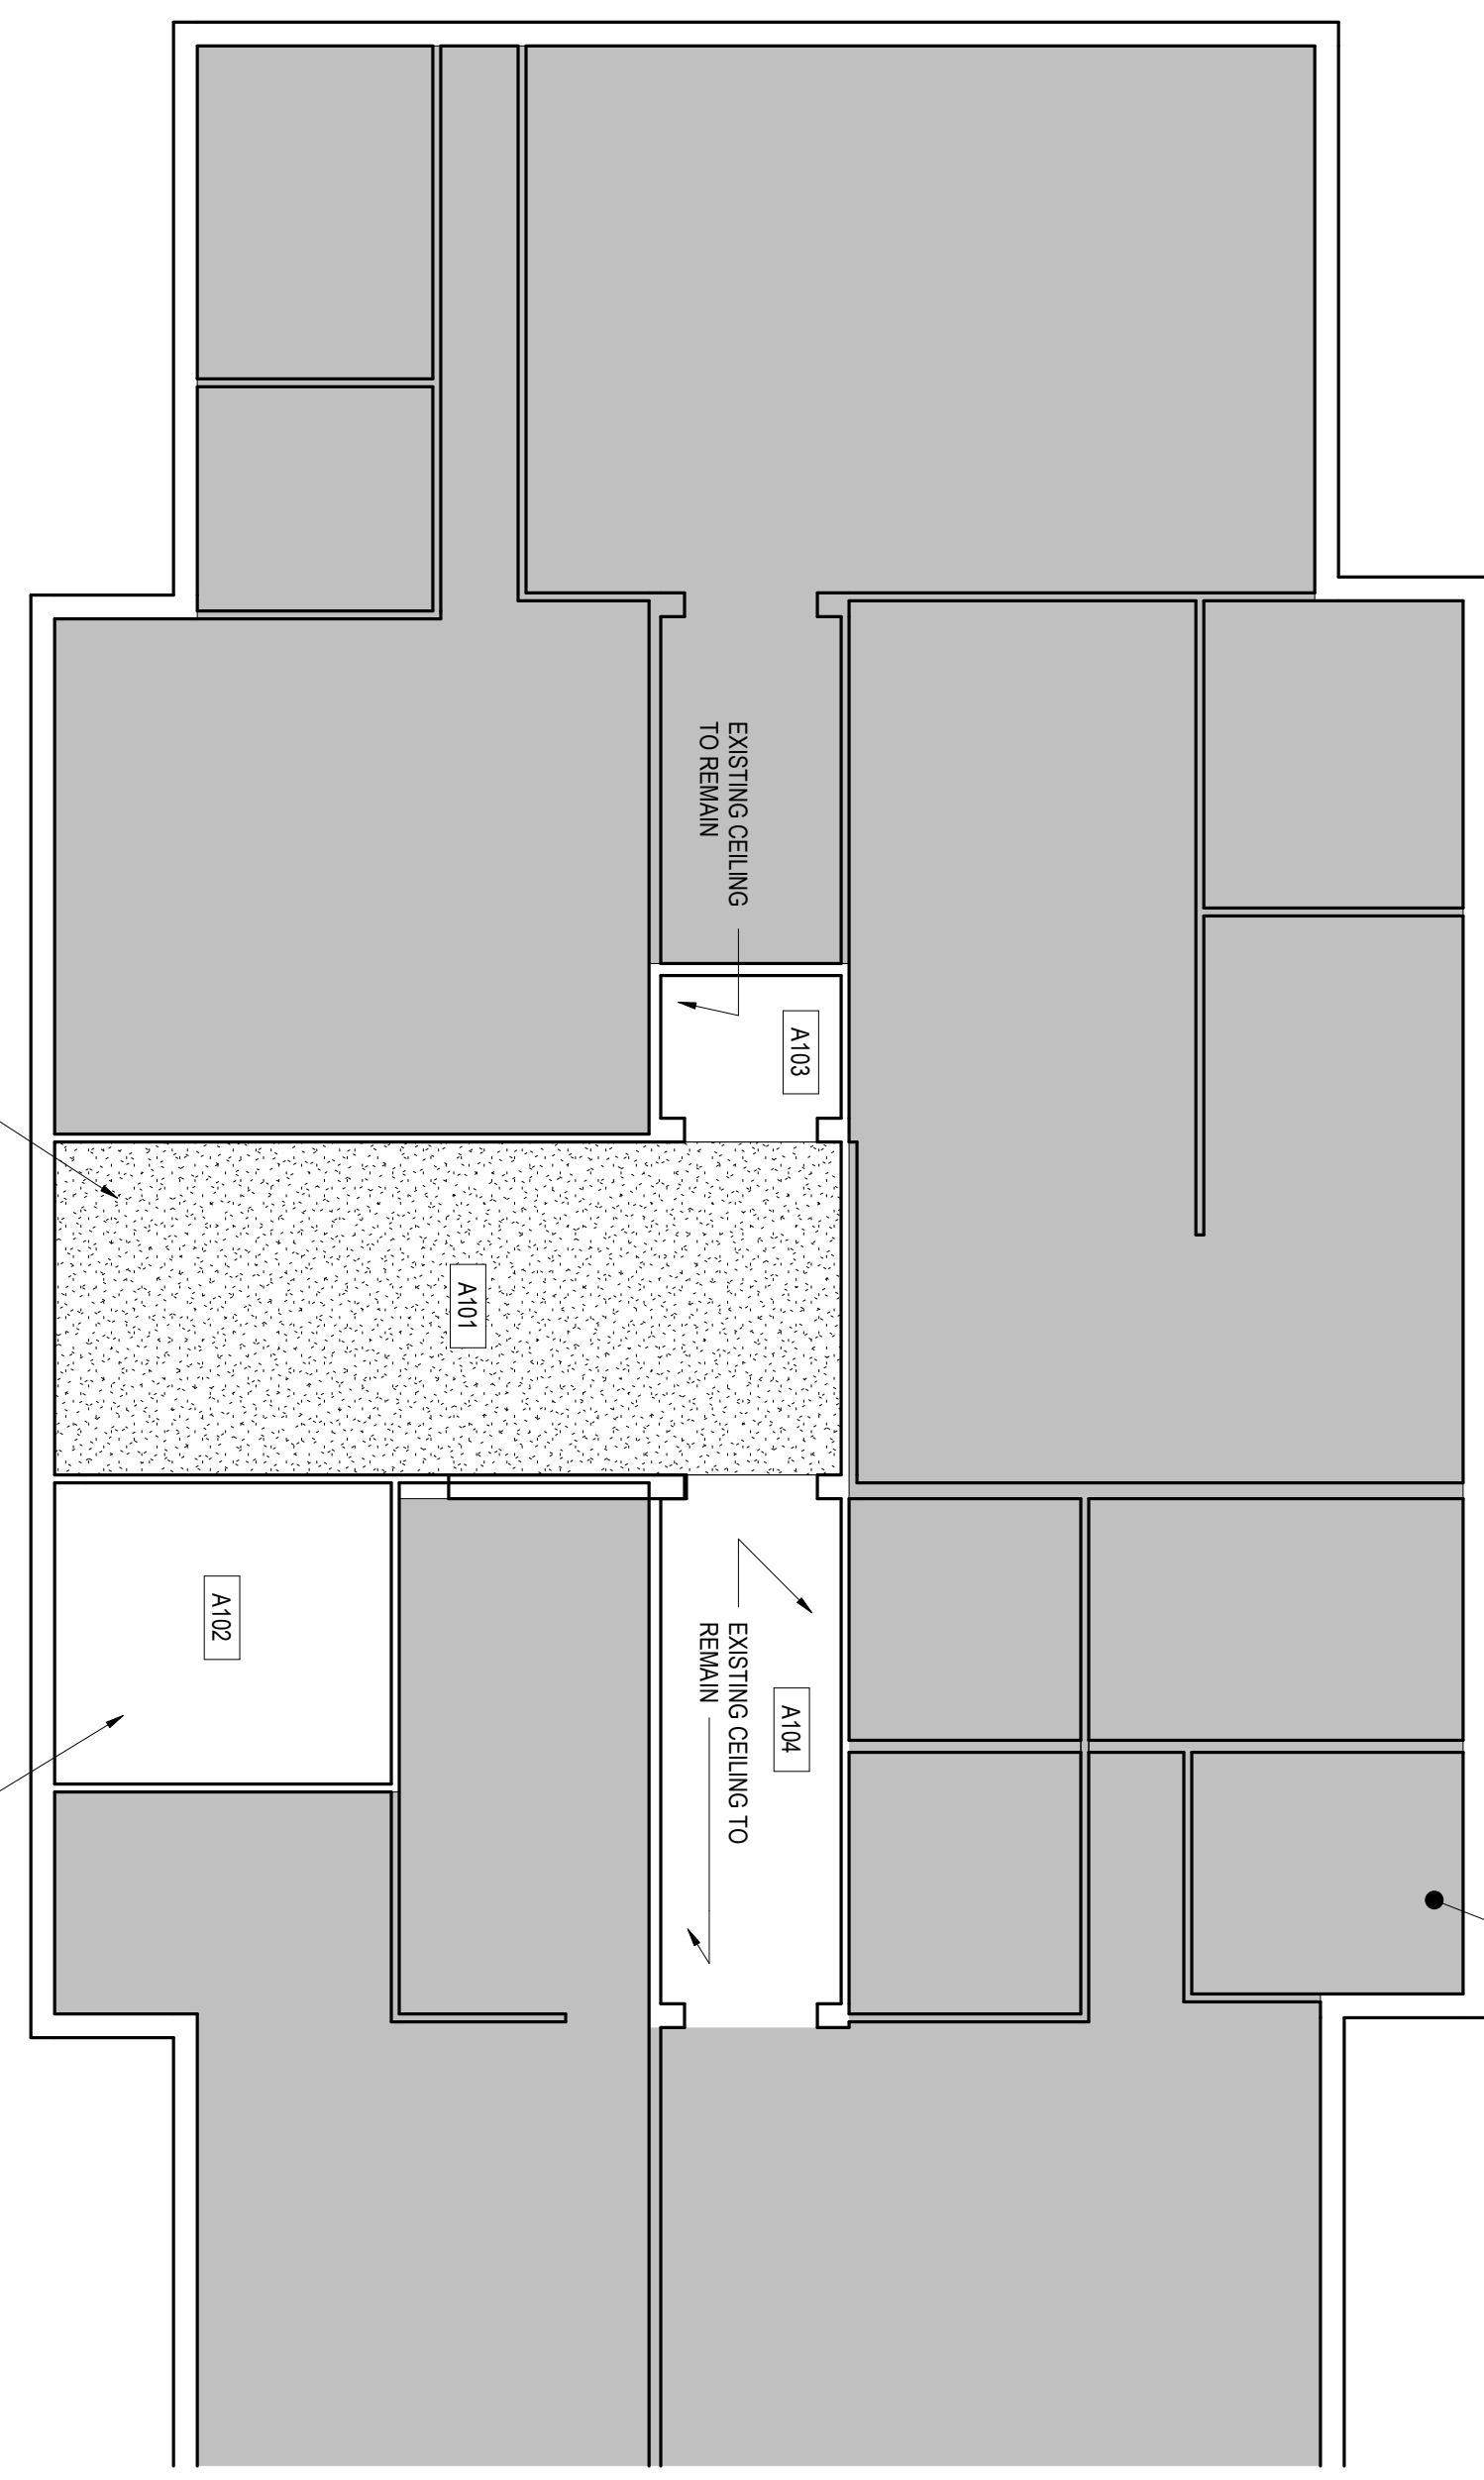 EXISTING CEILING
TO REMAIN
A103
A101
A102
EXISTING CEILING TO
REMAIN
A104